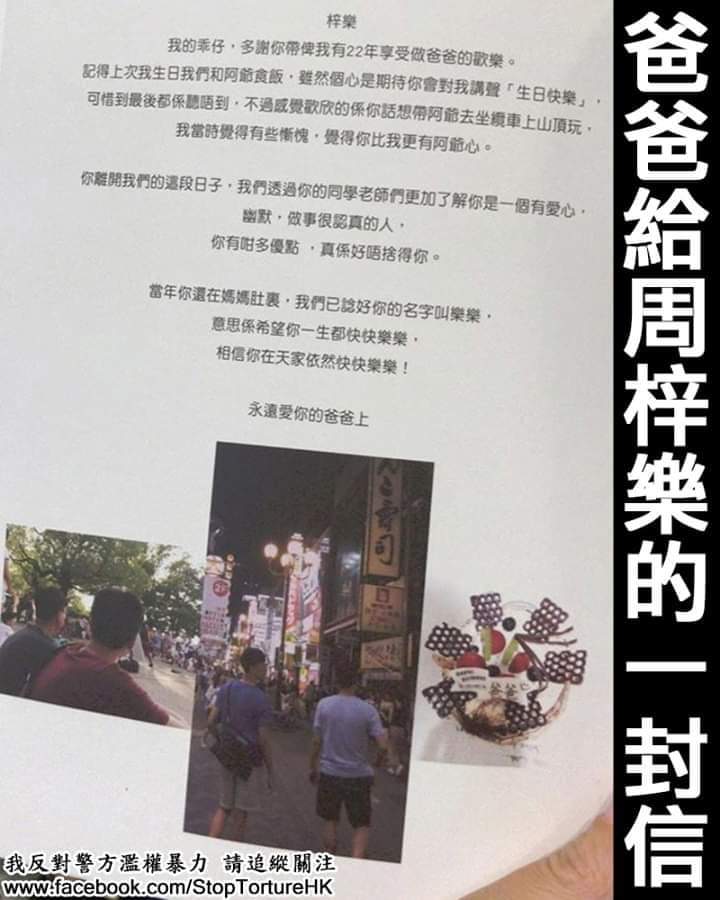 梓樂
我的乖仔，多謝你帶俾我有22年享受做爸爸的歡樂。
記得上次我生日我們和阿爺食飯，雖然個心是期待你會對我講聲「生日快樂」，
可惜到最後都係聽唔到，不過感覺歡欣的係你話想帶阿爺去坐纜車上山頂玩，
我當時覺得有些慚愧，覺得你比我更有阿爺心。
你離開我們的這段日子，我們透過你的同學老師們更加了解你是一個有愛心，
幽默，做事很認真的人，
你有咁多優點 ，真係好唔捨得你。
當年你還在媽媽肚裏，我們已諗好你的名字叫樂樂，
意思係希望你一生都快快樂樂，
相信你在天家依然快快樂樂！
永遠愛你的爸爸上
爸爸給周梓樂的一封信
壽司
爸爸
我反對警方濫權暴力 請追縱關注
www.facebook.com/StopTortureHK